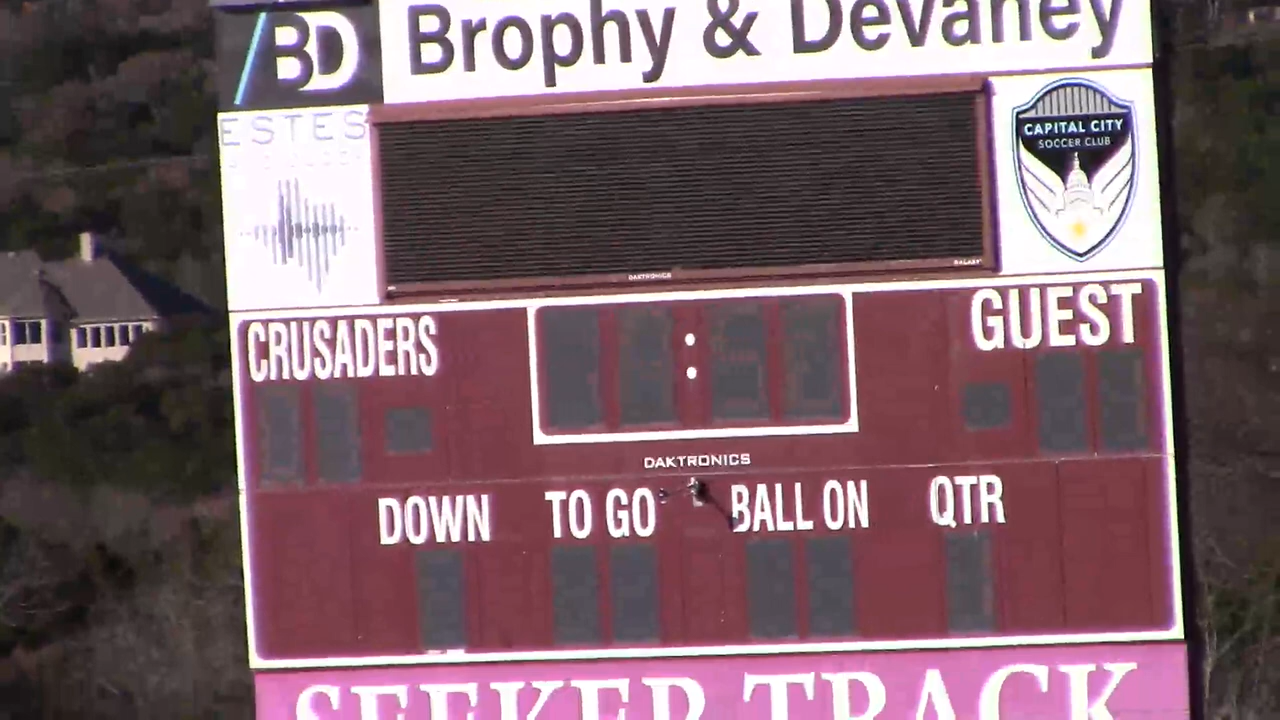 BD
Brophy & Devaney
ESTES
CAPITAL CITY
SOCCER CLUB
DAKTRONICS
GALAXY
CRUSADERS
GUEST
:
DAKTRONICS
DOWN TO GO BALL ON QTR
SEEKER TRACK